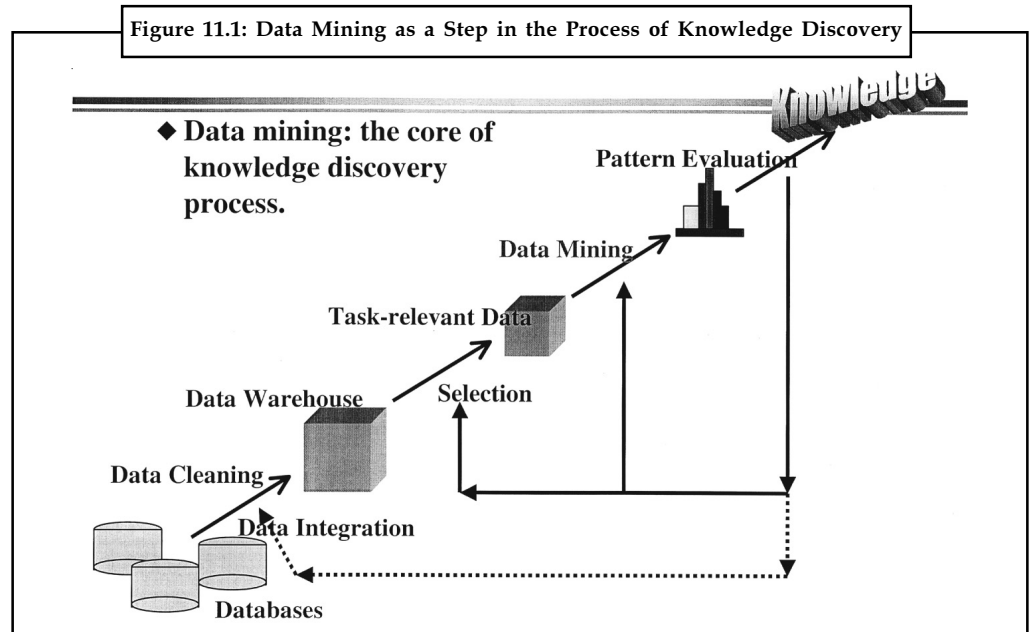 Figure 11.1: Data Mining as a Step in the Process of Knowledge Discovery
Knowledge
◆ Data mining: the core of
knowledge discovery
process.
Pattern Evaluation
Data Mining
Task-relevant Data
Data Warehouse
Selection
Data Cleaning
Data Integration
Databases